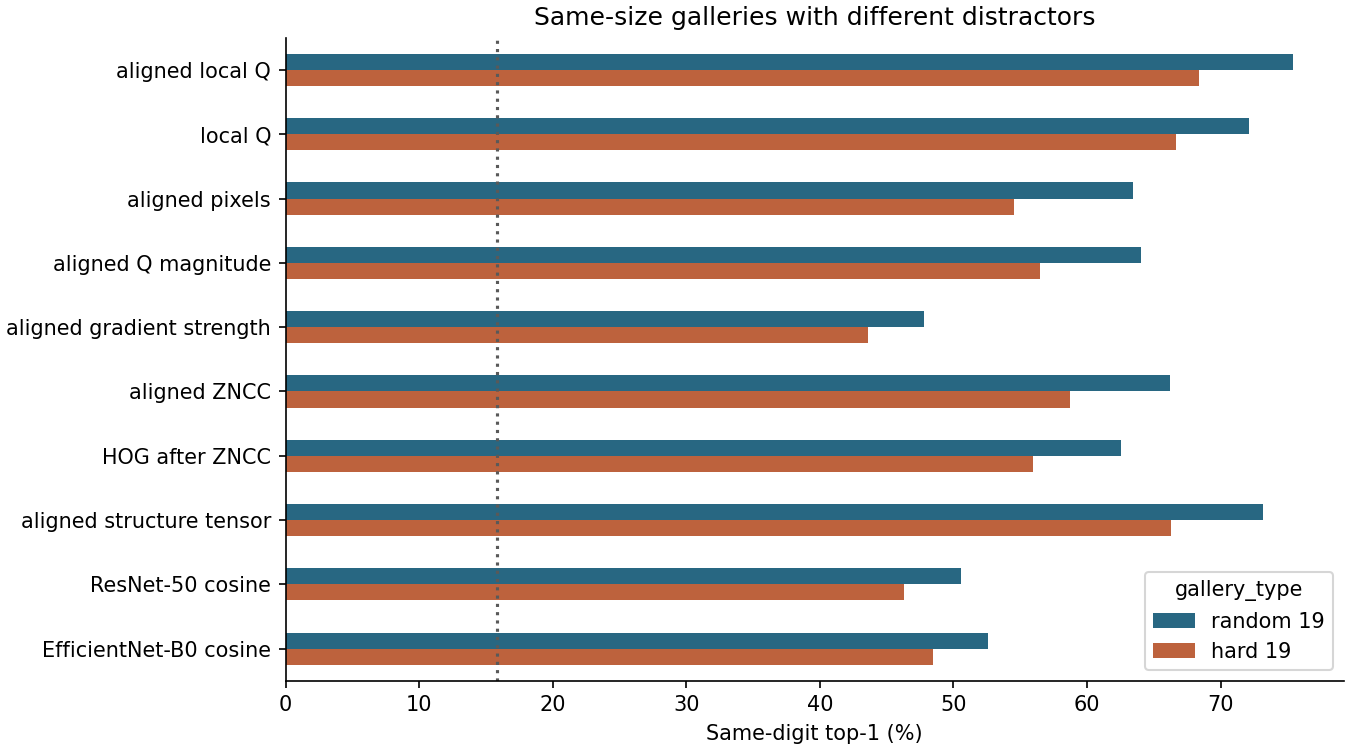 Same-size galleries with different distractors
aligned local Q
local Q
aligned pixels
aligned Q magnitude
aligned gradient strength
aligned ZNCC
HOG after ZNCC
aligned structure tensor
ResNet-50 cosine
EfficientNet-B0 cosine
gallery_type
random 19
hard 19
0 10 20 30 40 50 60 70
Same-digit top-1 (%)